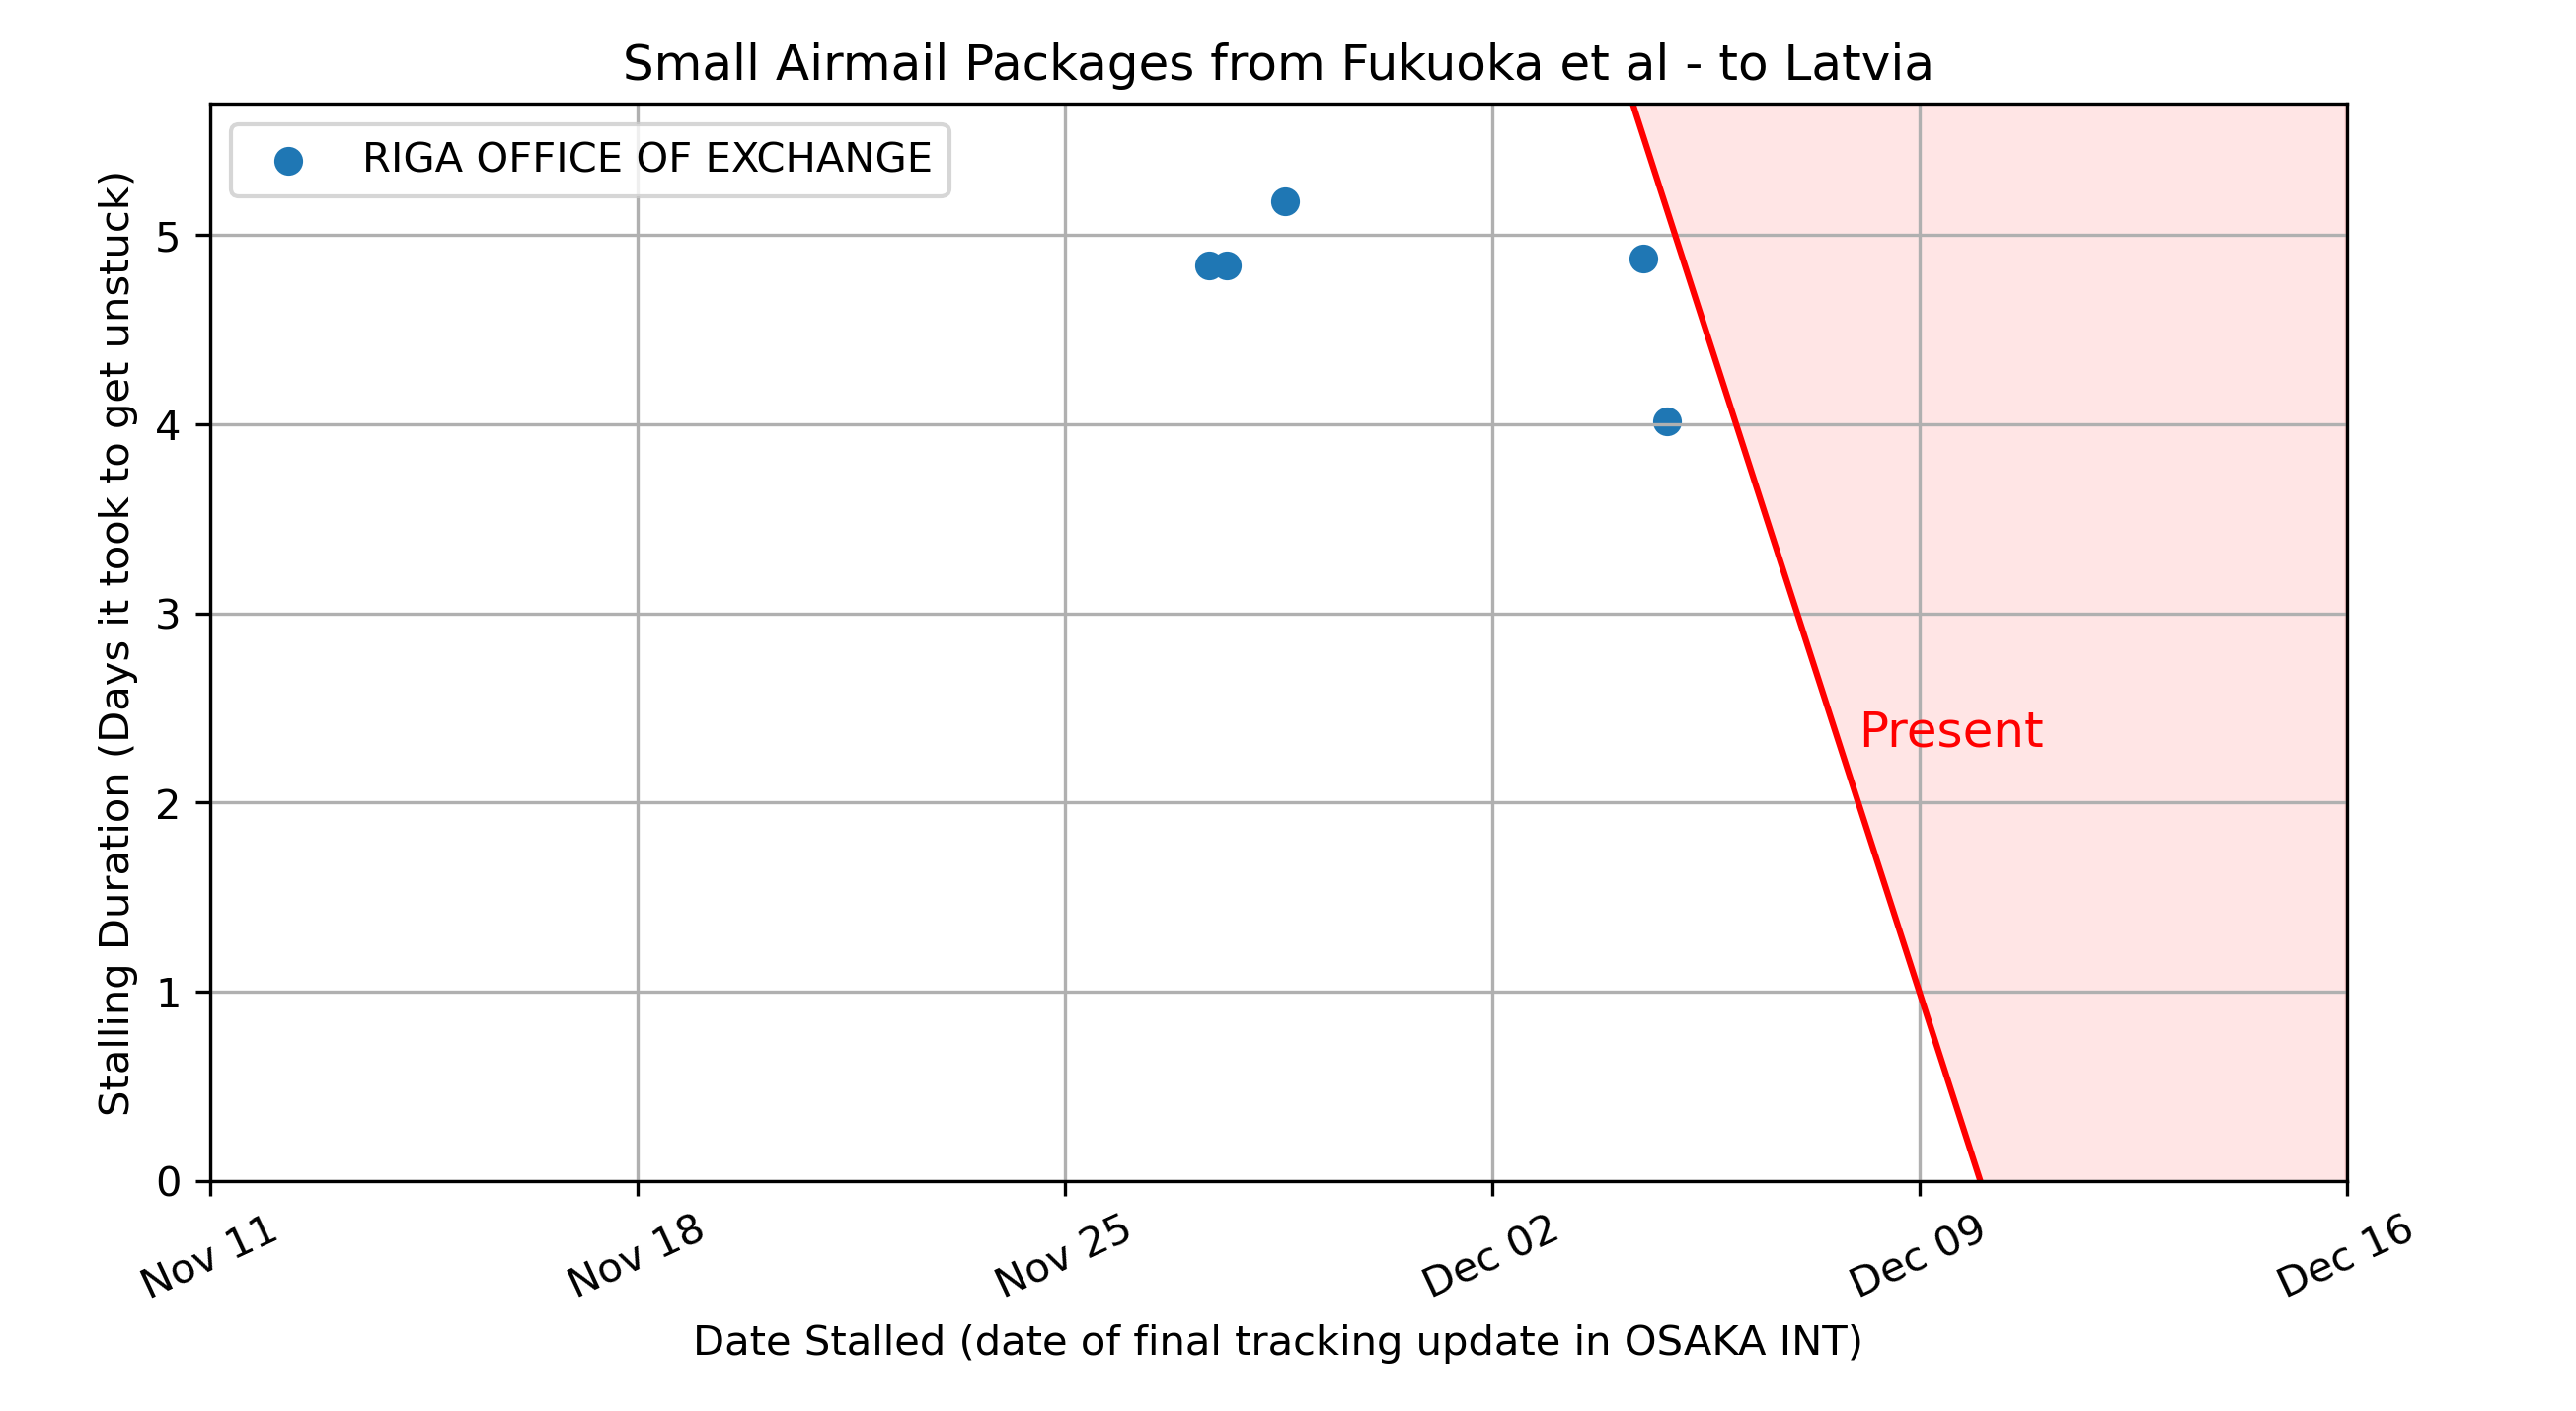 Small Airmail Packages from Fukuoka et al - to Latvia
RIGA OFFICE OF EXCHANGE
Stalling Duration (Days it took to get unstuck)
5
4
3
2
1
0
Present
Nov 11
Nov 18
Nov 25
Dec 02
Dec 09
Dec 16
Date Stalled (date of final tracking update in OSAKA INT)